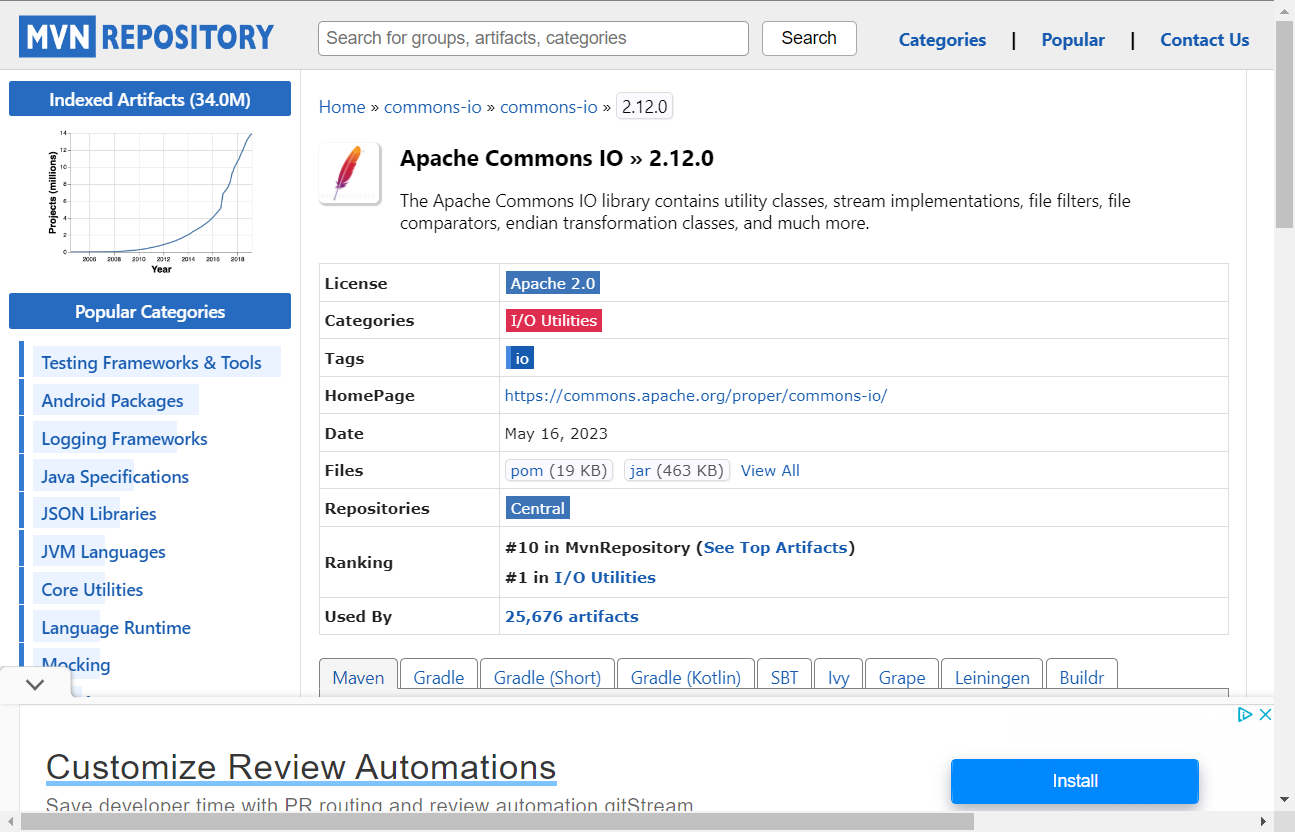 MVN REPOSITORY
Search for groups, artifacts, categories
Search
Categories | Popular | Contact Us
Indexed Artifacts (34.0M)
Projects (millions)
14
12
10
8
6
4
2
0
2006 2008 2010 2012 2014 2016 2018
Year
Popular Categories
Testing Frameworks & Tools
Android Packages
Logging Frameworks
Java Specifications
JSON Libraries
JVM Languages
Core Utilities
Language Runtime
Mocking
Home » commons-io » commons-io » 2.12.0
Apache Commons IO » 2.12.0
The Apache Commons IO library contains utility classes, stream implementations, file filters, file
comparators, endian transformation classes, and much more.
License Apache 2.0
Categories I/O Utilities
Tags io
HomePage https://commons.apache.org/proper/commons-io/
Date May 16, 2023
Files pom (19 KB) jar (463 KB) View All
Repositories Central
Ranking #10 in MvnRepository (See Top Artifacts)
#1 in I/O Utilities
Used By 25,676 artifacts
Maven Gradle Gradle (Short) Gradle (Kotlin) SBT Ivy Grape Leiningen Buildr
Customize Review Automations
Save developer time with PR routing and review automation gitStream
Install